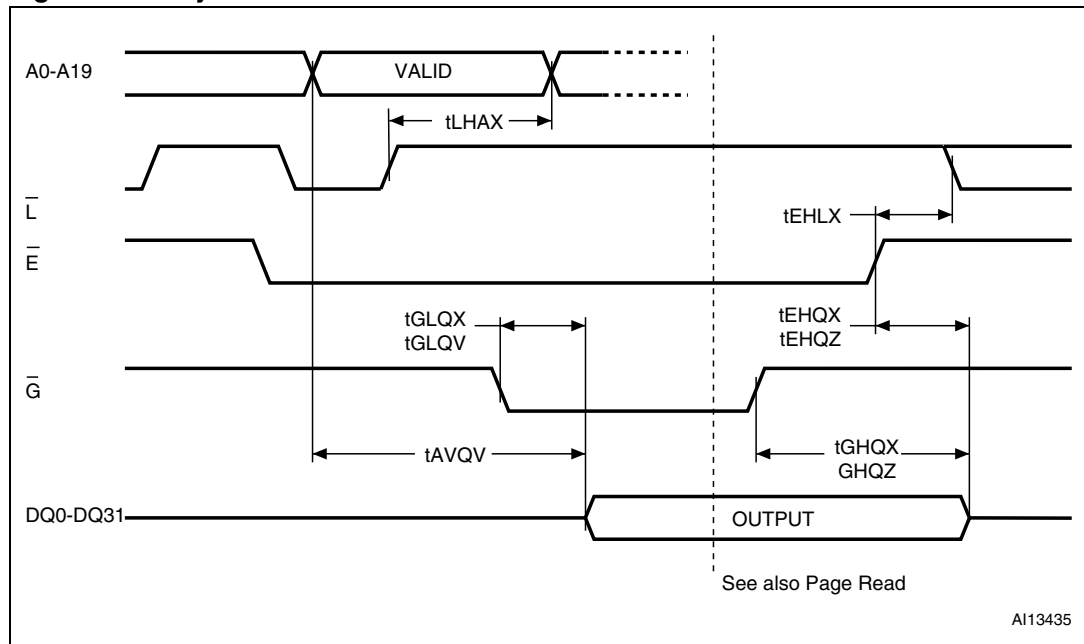 A0-A19
VALID
tLHAX
L
tEHLX
E
tGLQX
tGLQV
tEHQX
tEHQZ
G
tAVQV
tGHQX
GHQZ
DQ0-DQ31
OUTPUT
See also Page Read
AI13435